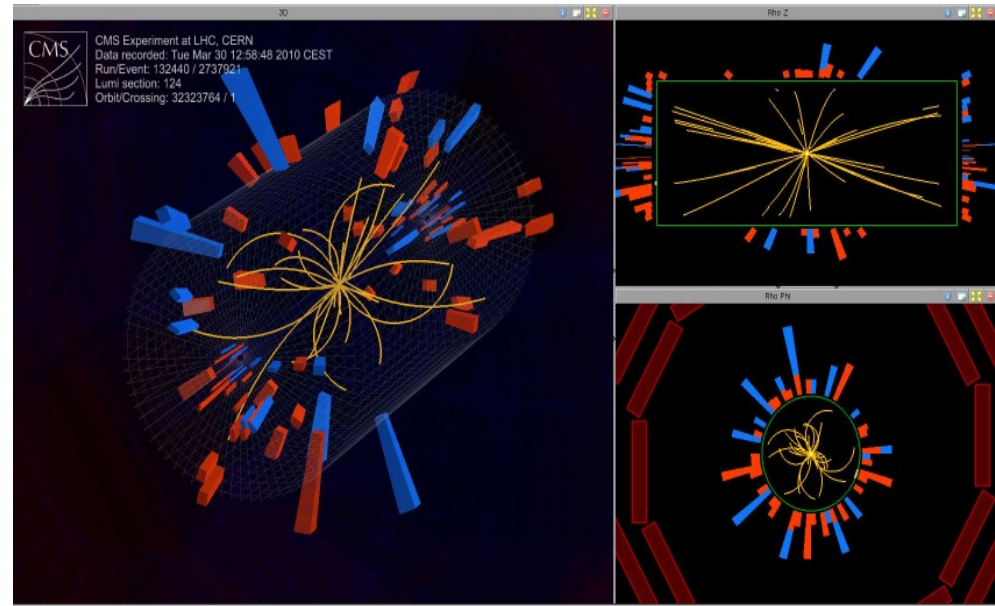 3D
Rho Z
CMS
CMS Experiment at LHC, CERN
Data recorded: Tue Mar 30 12:58:48 2010 CEST
Run/Event: 132440 / 2737921
Lumi section: 124
Orbit/Crossing: 32323764 / 1
Rho Phi